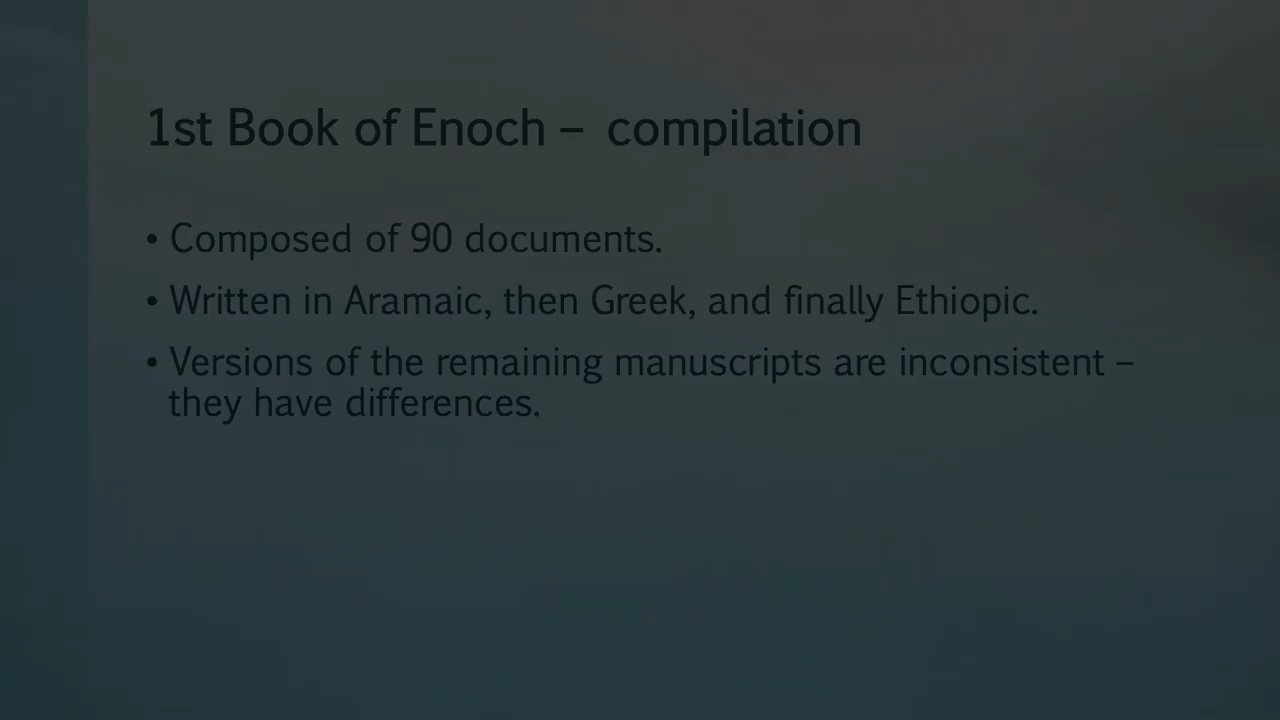 1st Book of Enoch – compilation
• Composed of 90 documents.
• Written in Aramaic, then Greek, and finally Ethiopic.
• Versions of the remaining manuscripts are inconsistent –
they have differences.